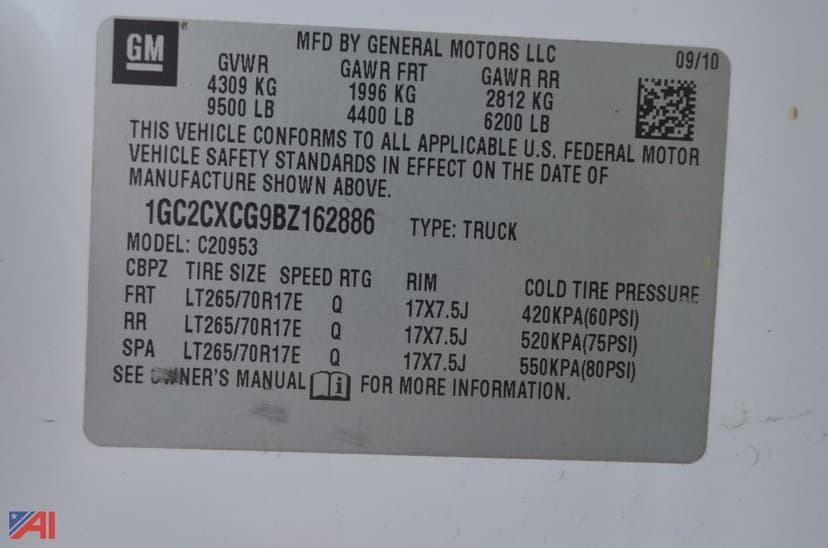 GM
MFD BY GENERAL MOTORS LLC
09/10
GVWR GAWR FRT GAWR RR
4309 KG 1996 KG 2812 KG
9500 LB 4400 LB 6200 LB
THIS VEHICLE CONFORMS TO ALL APPLICABLE U.S. FEDERAL MOTOR
VEHICLE SAFETY STANDARDS IN EFFECT ON THE DATE OF
MANUFACTURE SHOWN ABOVE.
1GC2CXCG9BZ162886 TYPE: TRUCK
MODEL: C20953
CBPZ TIRE SIZE SPEED RTG RIM COLD TIRE PRESSURE
FRT LT265/70R17E Q 17X7.5J 420KPA(60PSI)
RR LT265/70R17E Q 17X7.5J 520KPA(75PSI)
SPA LT265/70R17E Q 17X7.5J 550KPA(80PSI)
SEE OWNER'S MANUAL i FOR MORE INFORMATION.
AI